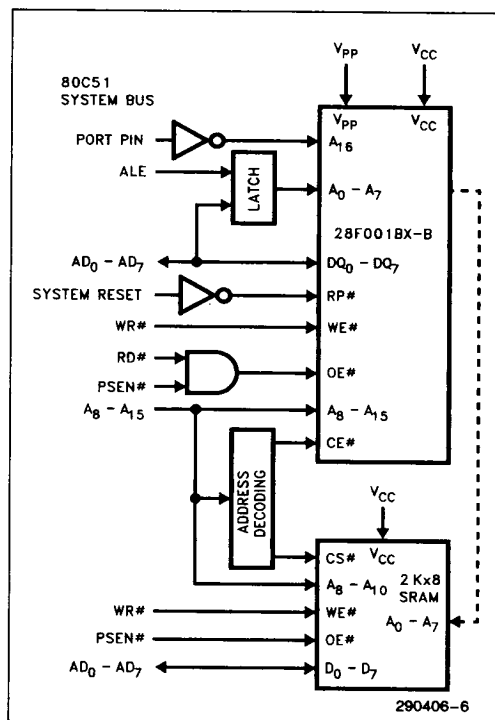 80C51
SYSTEM BUS
V_PP V_CC
V_PP V_CC
PORT PIN
A_16
ALE
LATCH
A_0 – A_7
28F001BX-B
AD_0 – AD_7
DQ_0 – DQ_7
SYSTEM RESET
RP#
WR#
WE#
RD#
PSEN#
OE#
A_8 – A_15
A_8 – A_15
CE#
ADDRESS
DECODING
V_CC
CS# V_CC
2 Kx8
SRAM
A_8 – A_10
WR#
WE#
A_0 – A_7
PSEN#
OE#
AD_0 – AD_7
D_0 – D_7
290406-6